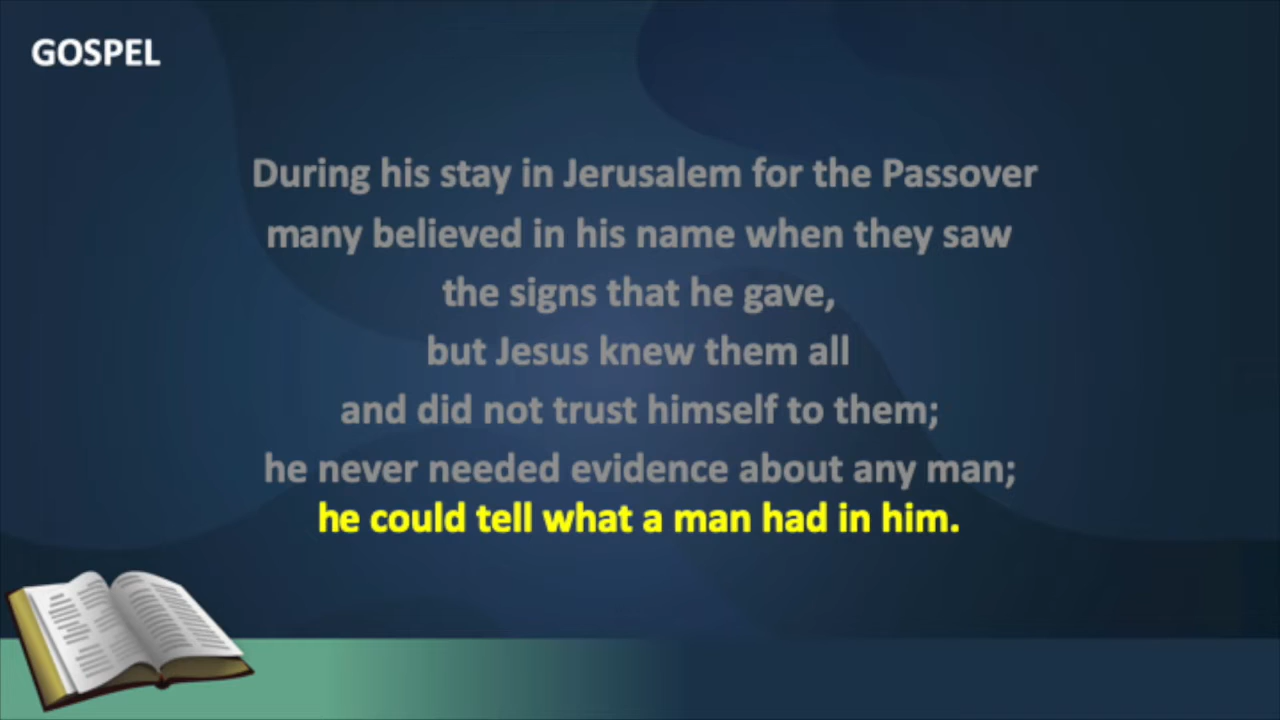 GOSPEL
During his stay in Jerusalem for the Passover
many believed in his name when they saw
the signs that he gave,
but Jesus knew them all
and did not trust himself to them;
he never needed evidence about any man;
he could tell what a man had in him.